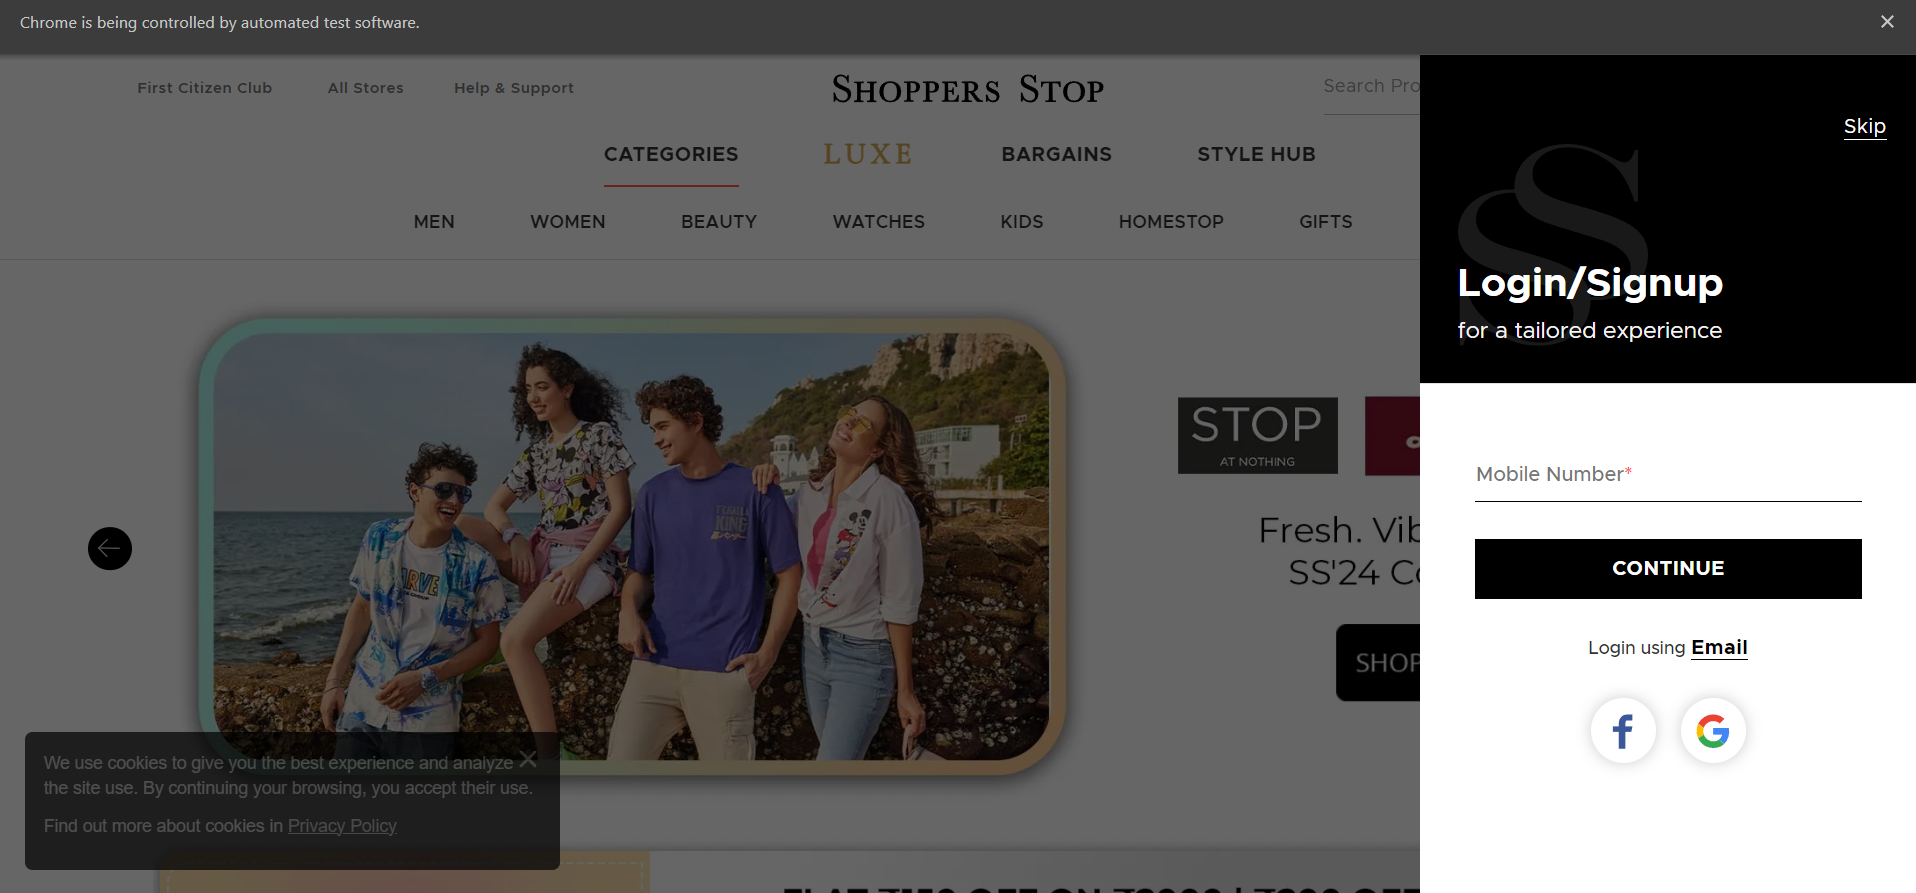 Chrome is being controlled by automated test software.
First Citizen Club
All Stores
Help & Support
SHOPPERS STOP
Search Pro
Skip
CATEGORIES
LUXE
BARGAINS
STYLE HUB
MEN
WOMEN
BEAUTY
WATCHES
KIDS
HOMESTOP
GIFTS
Login/Signup
for a tailored experience
STOP
AT NOTHING
Mobile Number*
Fresh. Vib
SS'24 Co
CONTINUE
SHOP
Login using Email
We use cookies to give you the best experience and analyze
the site use. By continuing your browsing, you accept their use.
Find out more about cookies in Privacy Policy